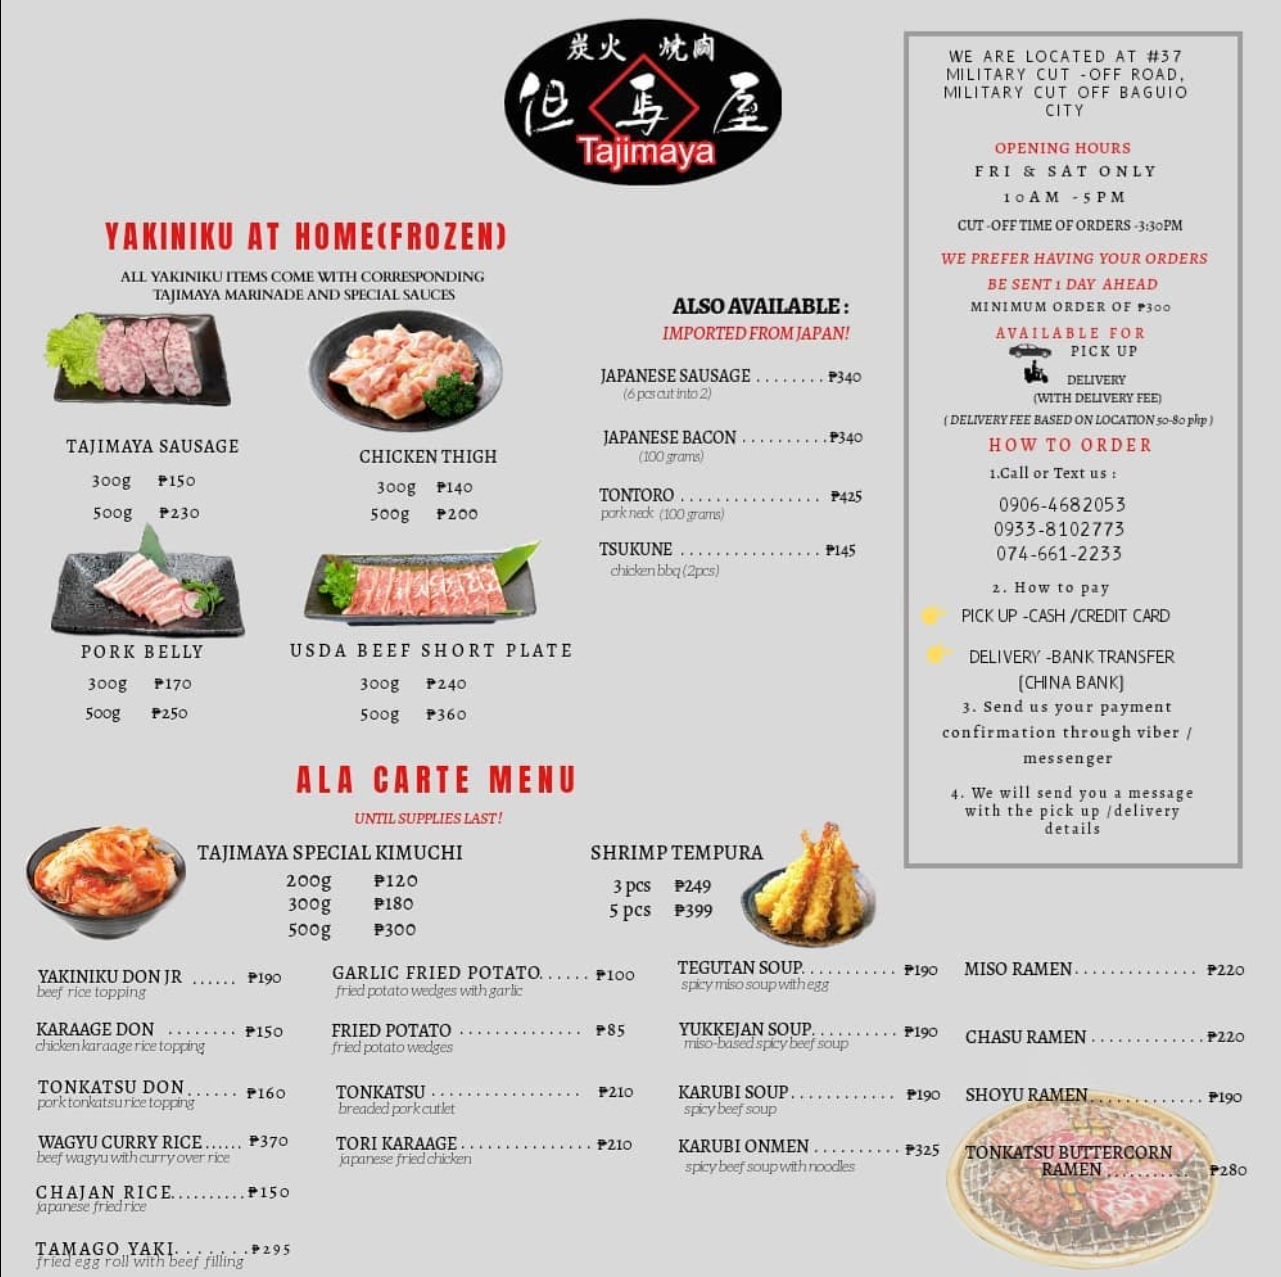 炭火 焼肉
但 馬 屋
Tajimaya
WE ARE LOCATED AT #37
MILITARY CUT -OFF ROAD,
MILITARY CUT OFF BAGUIO
CITY
OPENING HOURS
FRI & SAT ONLY
10AM -5PM
CUT -OFF TIME OF ORDERS -3:30PM
WE PREFER HAVING YOUR ORDERS
BE SENT 1 DAY AHEAD
MINIMUM ORDER OF ₱300
AVAILABLE FOR
PICK UP
DELIVERY
(WITH DELIVERY FEE)
( DELIVERY FEE BASED ON LOCATION 50-80 php )
HOW TO ORDER
1.Call or Text us :
0906-4682053
0933-8102773
074-661-2233
2. How to pay
PICK UP -CASH /CREDIT CARD
DELIVERY -BANK TRANSFER
(CHINA BANK)
3. Send us your payment
confirmation through viber /
messenger
4. We will send you a message
with the pick up /delivery
details
YAKINIKU AT HOME(FROZEN)
ALL YAKINIKU ITEMS COME WITH CORRESPONDING
TAJIMAYA MARINADE AND SPECIAL SAUCES
TAJIMAYA SAUSAGE
300g ₱150
500g ₱230
CHICKEN THIGH
300g ₱140
500g ₱200
PORK BELLY
300g ₱170
500g ₱250
USDA BEEF SHORT PLATE
300g ₱240
500g ₱360
ALSO AVAILABLE :
IMPORTED FROM JAPAN!
JAPANESE SAUSAGE ........ ₱340
(6 pcs cut into 2)
JAPANESE BACON .......... ₱340
(100 grams)
TONTORO ................ ₱425
pork neck (100 grams)
TSUKUNE ................ ₱145
chicken bbq (2pcs)
ALA CARTE MENU
UNTIL SUPPLIES LAST!
TAJIMAYA SPECIAL KIMUCHI
200g ₱120
300g ₱180
500g ₱300
SHRIMP TEMPURA
3 pcs ₱249
5 pcs ₱399
YAKINIKU DON JR ...... ₱190
beef rice topping
KARAAGE DON ........ ₱150
chicken karaage rice topping
TONKATSU DON ...... ₱160
pork tonkatsu rice topping
WAGYU CURRY RICE ...... ₱370
beef wagyu with curry over rice
CHAJAN RICE......... ₱150
japanese fried rice
TAMAGO YAKI. ...... ₱295
fried egg roll with beef filling
GARLIC FRIED POTATO...... ₱100
fried potato wedges with garlic
FRIED POTATO .............. ₱85
fried potato wedges
TONKATSU ................. ₱210
breaded pork cutlet
TORI KARAAGE ............... ₱210
japanese fried chicken
TEGUTAN SOUP........... ₱190
spicy miso soup with egg
YUKKEJAN SOUP.......... ₱190
miso-based spicy beef soup
KARUBI SOUP............ ₱190
spicy beef soup
KARUBI ONMEN .......... ₱325
spicy beef soup with noodles
MISO RAMEN ............. ₱220
CHASU RAMEN ............. ₱220
SHOYU RAMEN............. ₱190
TONKATSU BUTTERCORN
RAMEN ............ ₱280